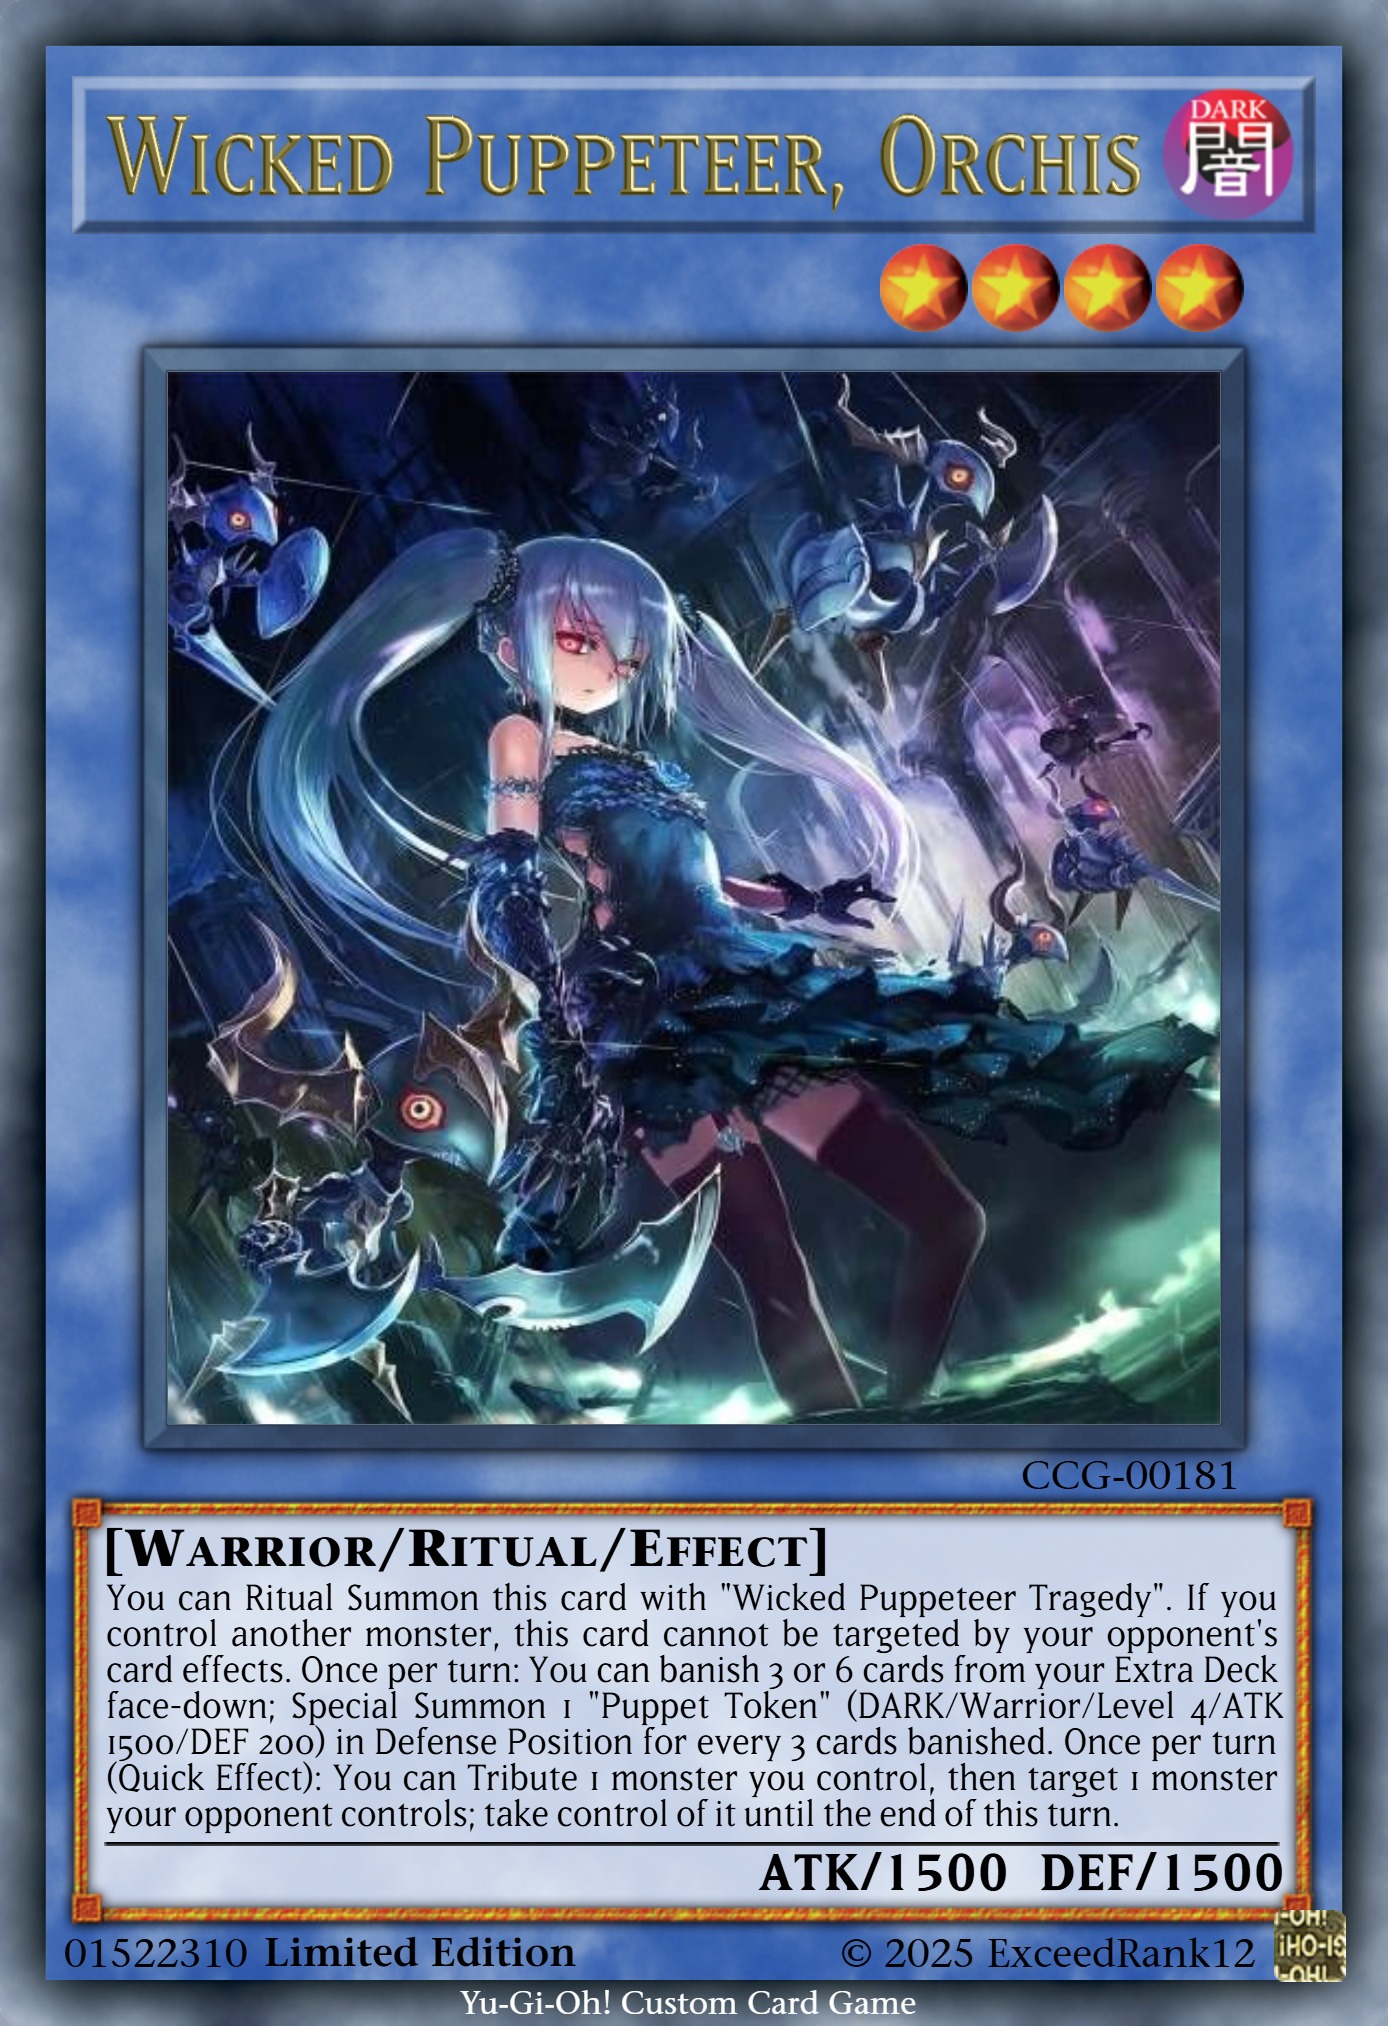 WICKED PUPPETEER, ORCHIS
DARK
闇
CCG-00181
[WARRIOR/RITUAL/EFFECT]
You can Ritual Summon this card with "Wicked Puppeteer Tragedy". If you
control another monster, this card cannot be targeted by your opponent's
card effects. Once per turn: You can banish 3 or 6 cards from your Extra Deck
face-down; Special Summon 1 "Puppet Token" (DARK/Warrior/Level 4/ATK
1500/DEF 200) in Defense Position for every 3 cards banished. Once per turn
(Quick Effect): You can Tribute 1 monster you control, then target 1 monster
your opponent controls; take control of it until the end of this turn.
ATK/1500 DEF/1500
01522310 Limited Edition
© 2025 ExceedRank12
Yu-Gi-Oh! Custom Card Game